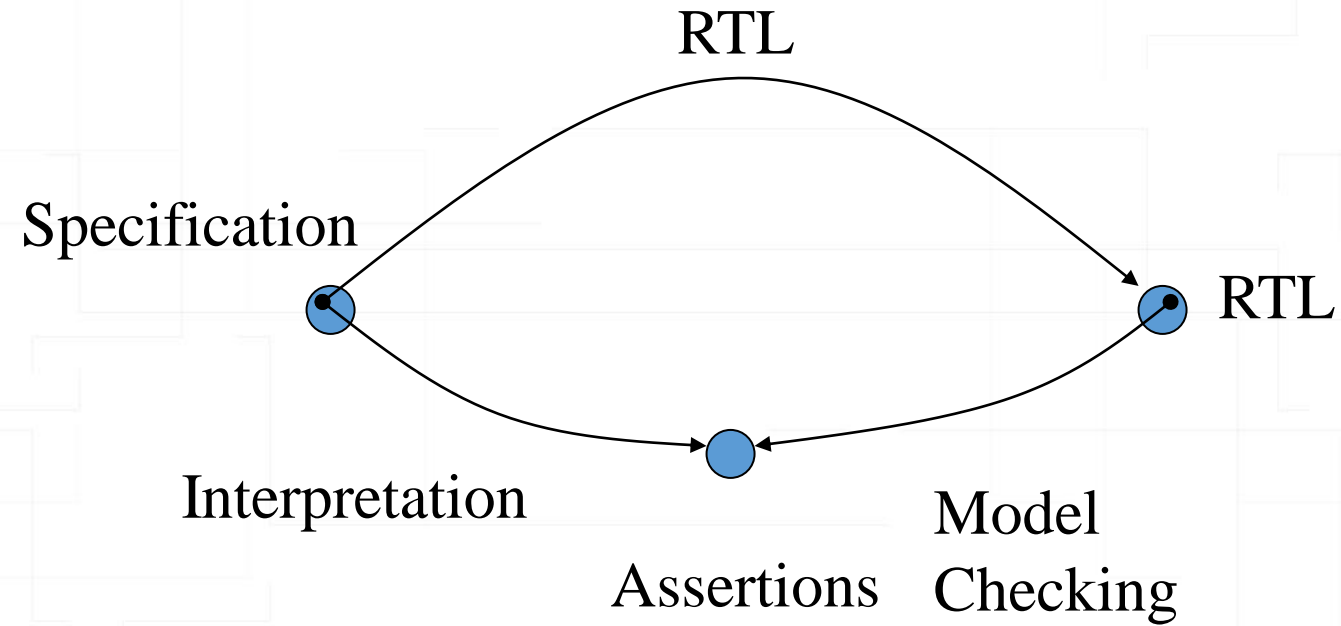 RTL
Specification
RTL
Interpretation
Model
Checking
Assertions